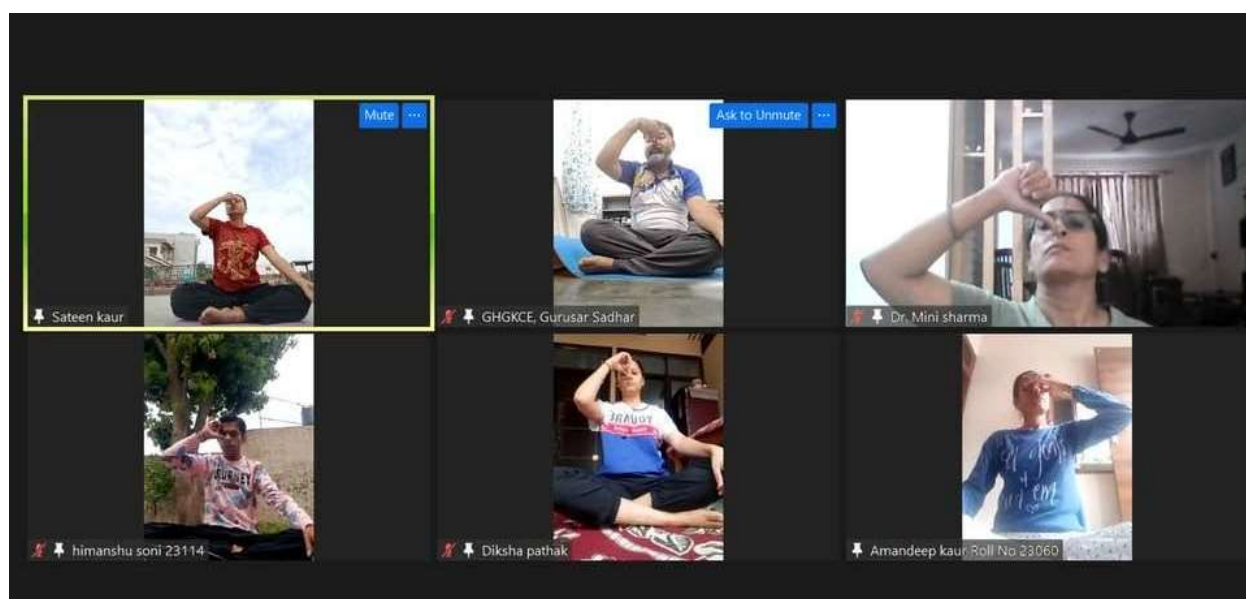 Mute ...
Ask to Unmute ...
Sateen kaur
GHGKCE, Gurusar Sadhar
Dr. Mini sharma
himanshu soni 23114
Diksha pathak
Amandeep kaur Roll No 23060